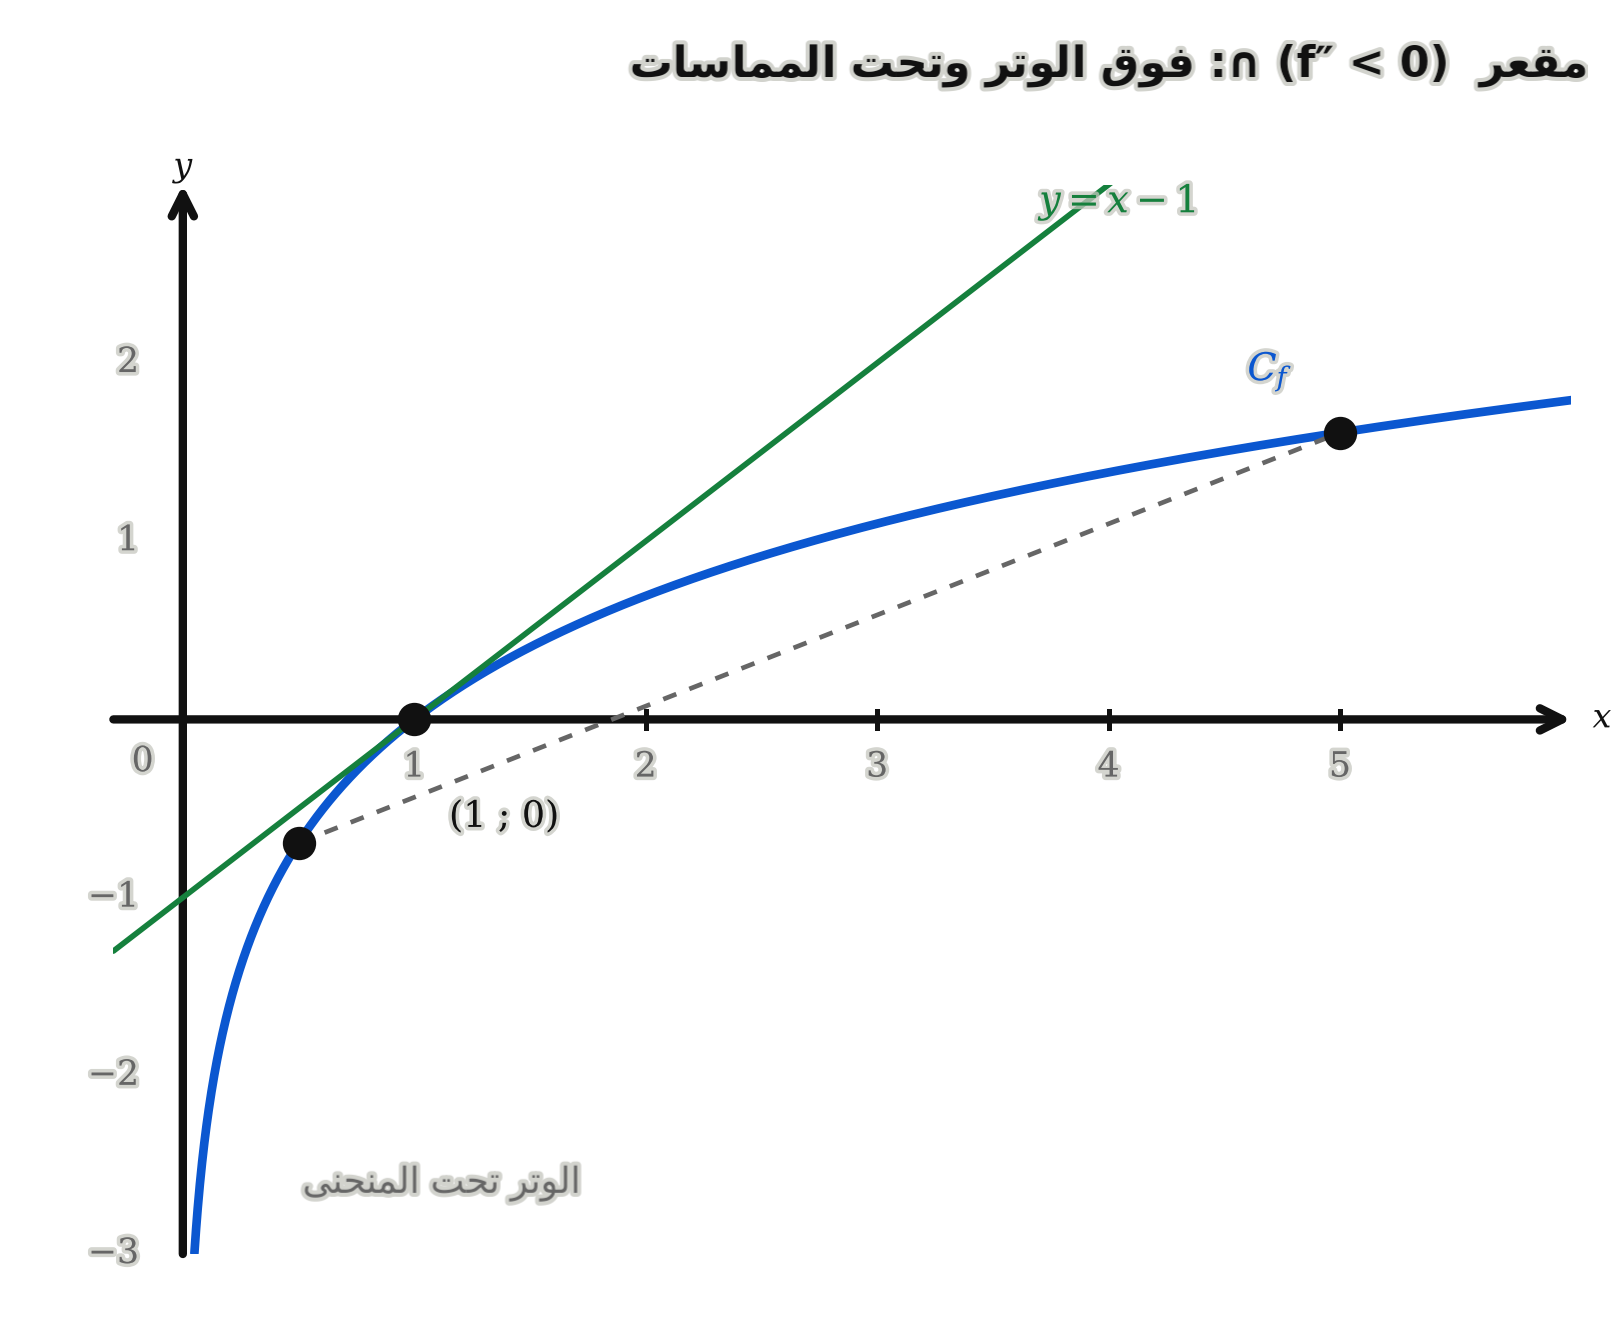 مقعر (f″ < 0) ∩: فوق الوتر وتحت المماسات
y
y = x − 1
2
C_f
1
x
0
1
2
3
4
5
(1 ; 0)
−1
−2
الوتر تحت المنحنى
−3